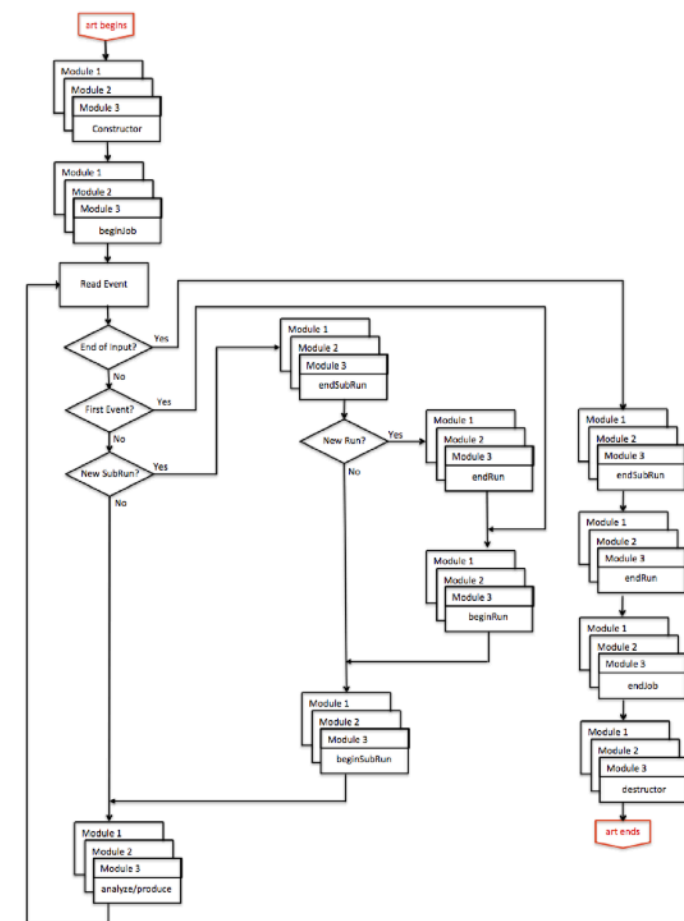 art begins
Module 1
Module 2
Module 3
Constructor
Module 1
Module 2
Module 3
beginJob
Read Event
End of Input?
Yes
No
First Event?
Yes
No
New SubRun?
Yes
No
Module 1
Module 2
Module 3
endSubRun
New Run?
Yes
No
Module 1
Module 2
Module 3
endRun
Module 1
Module 2
Module 3
beginRun
Module 1
Module 2
Module 3
beginSubRun
Module 1
Module 2
Module 3
analyze/produce
Module 1
Module 2
Module 3
endSubRun
Module 1
Module 2
Module 3
endRun
Module 1
Module 2
Module 3
endJob
Module 1
Module 2
Module 3
destructor
art ends